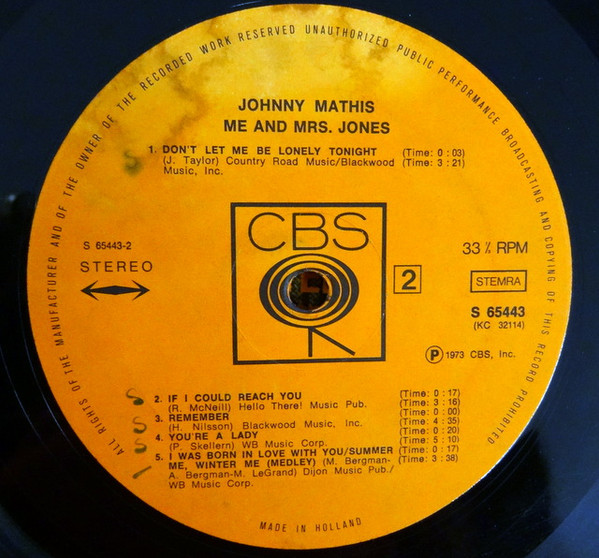 ALL RIGHTS OF THE MANUFACTURER AND OF THE OWNER OF THE RECORDED WORK RESERVED UNAUTHORIZED PUBLIC PERFORMANCE BROADCASTING AND COPYING OF THIS RECORD PROHIBITED
JOHNNY MATHIS
ME AND MRS. JONES
1. DON'T LET ME BE LONELY TONIGHT (Time: 0 : 03)
(J. Taylor) Country Road Music/Blackwood (Time: 3 : 21)
Music, Inc.
CBS
S 65443-2
STEREO
2
33 ⅓ RPM
STEMRA
S 65443
(KC 32114)
Ⓟ 1973 CBS, Inc.
2. IF I COULD REACH YOU (Time: 0 : 17)
(R. McNeill) Hello There! Music Pub. (Time: 3 : 16)
3. REMEMBER (Time: 0 : 00)
(H. Nilsson) Blackwood Music, Inc. (Time: 4 : 35)
4. YOU'RE A LADY (Time: 0 : 20)
(P. Skellern) WB Music Corp. (Time: 5 : 10)
5. I WAS BORN IN LOVE WITH YOU/SUMMER (Time: 0 : 17)
ME, WINTER ME (MEDLEY) (M. Bergman- (Time: 3 : 38)
A. Bergman-M. LeGrand) Dijon Music Pub./
WB Music Corp.
MADE IN HOLLAND